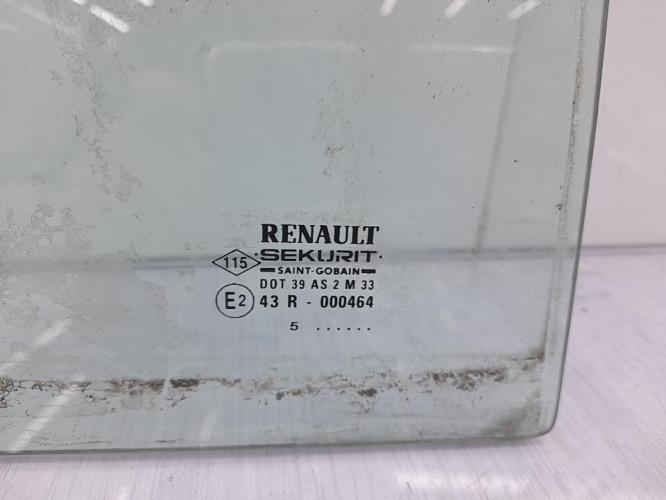 RENAULT
115 SEKURIT
SAINT-GOBAIN
DOT 39 AS 2 M 33
E2 43 R - 000464
5 ......